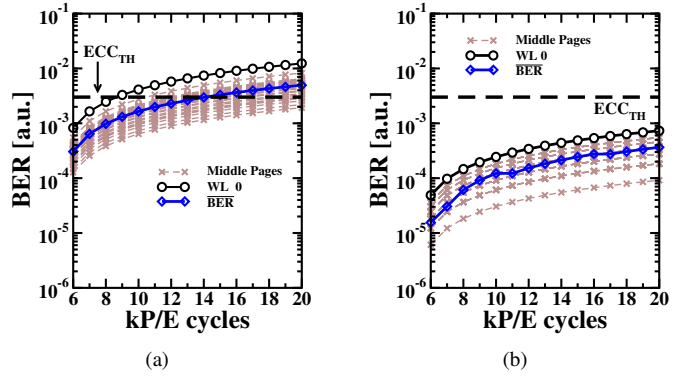 ECC_TH
BER [a.u.]
10^-1
10^-2
10^-3
10^-4
10^-5
10^-6
Middle Pages
WL 0
B̅E̅R̅
6 8 10 12 14 16 18 20
kP/E cycles
(a)
BER [a.u.]
10^-1
10^-2
10^-3
10^-4
10^-5
10^-6
Middle Pages
WL 0
B̅E̅R̅
ECC_TH
6 8 10 12 14 16 18 20
kP/E cycles
(b)